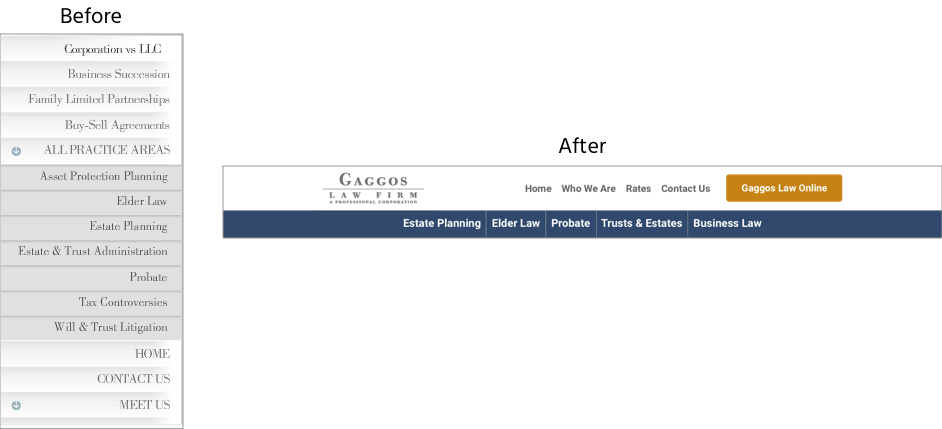 Before
Corporation vs LLC
Business Succession
Family Limited Partnerships
Buy-Sell Agreements
ALL PRACTICE AREAS
Asset Protection Planning
Elder Law
Estate Planning
Estate & Trust Administration
Probate
Tax Controversies
Will & Trust Litigation
HOME
CONTACT US
MEET US
After
GAGGOS
LAW FIRM
A PROFESSIONAL CORPORATION
Home Who We Are Rates Contact Us Gaggos Law Online
Estate Planning Elder Law Probate Trusts & Estates Business Law